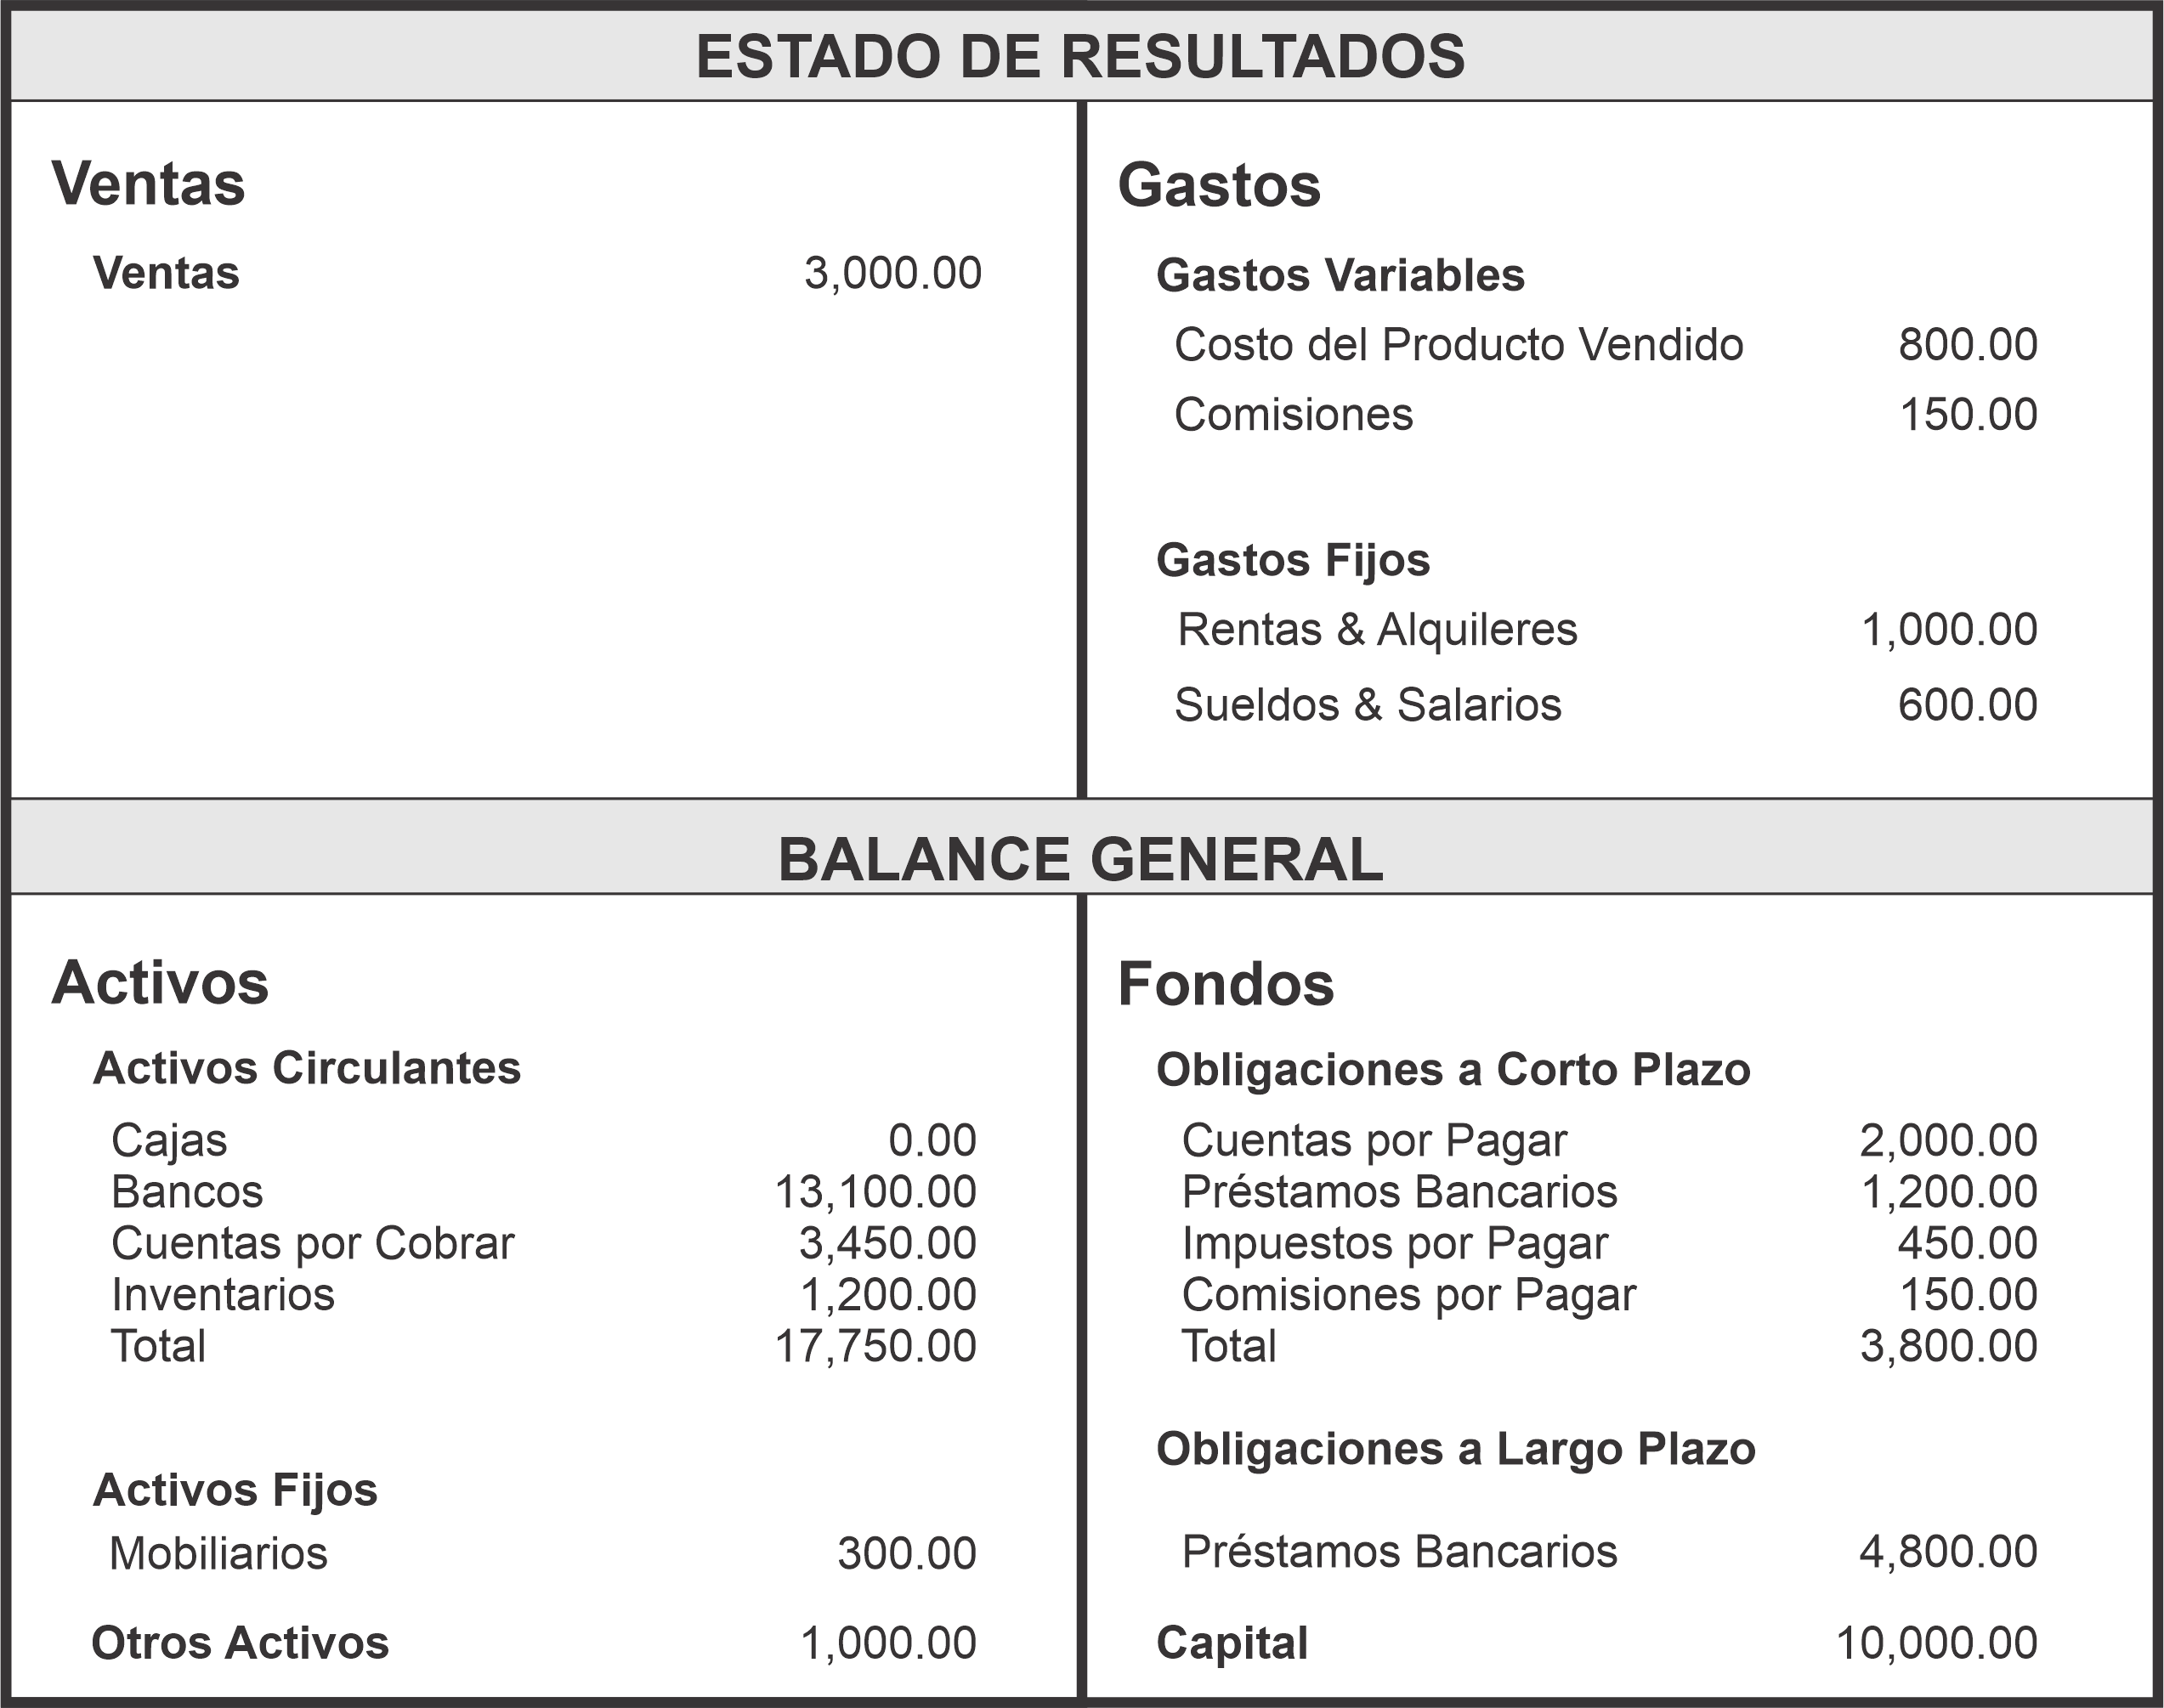 ESTADO DE RESULTADOS
Ventas
Ventas 3,000.00
Gastos
Gastos Variables
Costo del Producto Vendido 800.00
Comisiones 150.00
Gastos Fijos
Rentas & Alquileres 1,000.00
Sueldos & Salarios 600.00
BALANCE GENERAL
Activos
Activos Circulantes
Cajas 0.00
Bancos 13,100.00
Cuentas por Cobrar 3,450.00
Inventarios 1,200.00
Total 17,750.00
Activos Fijos
Mobiliarios 300.00
Otros Activos 1,000.00
Fondos
Obligaciones a Corto Plazo
Cuentas por Pagar 2,000.00
Préstamos Bancarios 1,200.00
Impuestos por Pagar 450.00
Comisiones por Pagar 150.00
Total 3,800.00
Obligaciones a Largo Plazo
Préstamos Bancarios 4,800.00
Capital 10,000.00